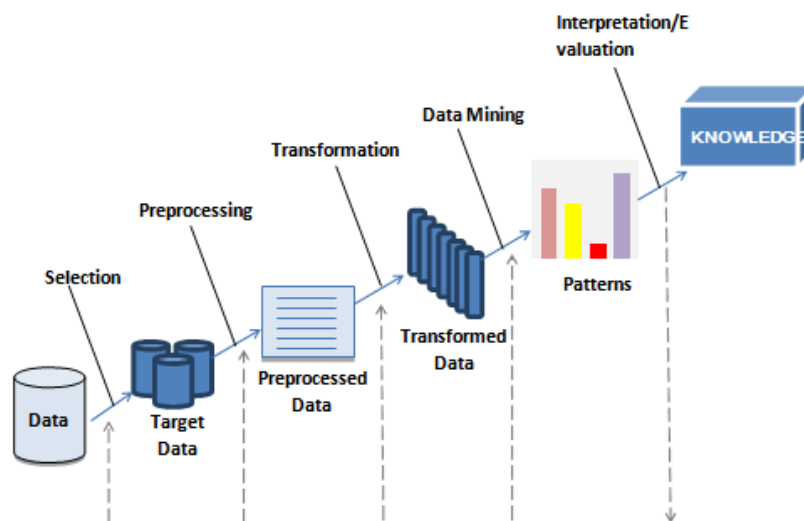 Interpretation/E
valuation
KNOWLEDGE
Data Mining
Transformation
Preprocessing
Selection
Patterns
Transformed
Data
Preprocessed
Data
Target
Data
Data